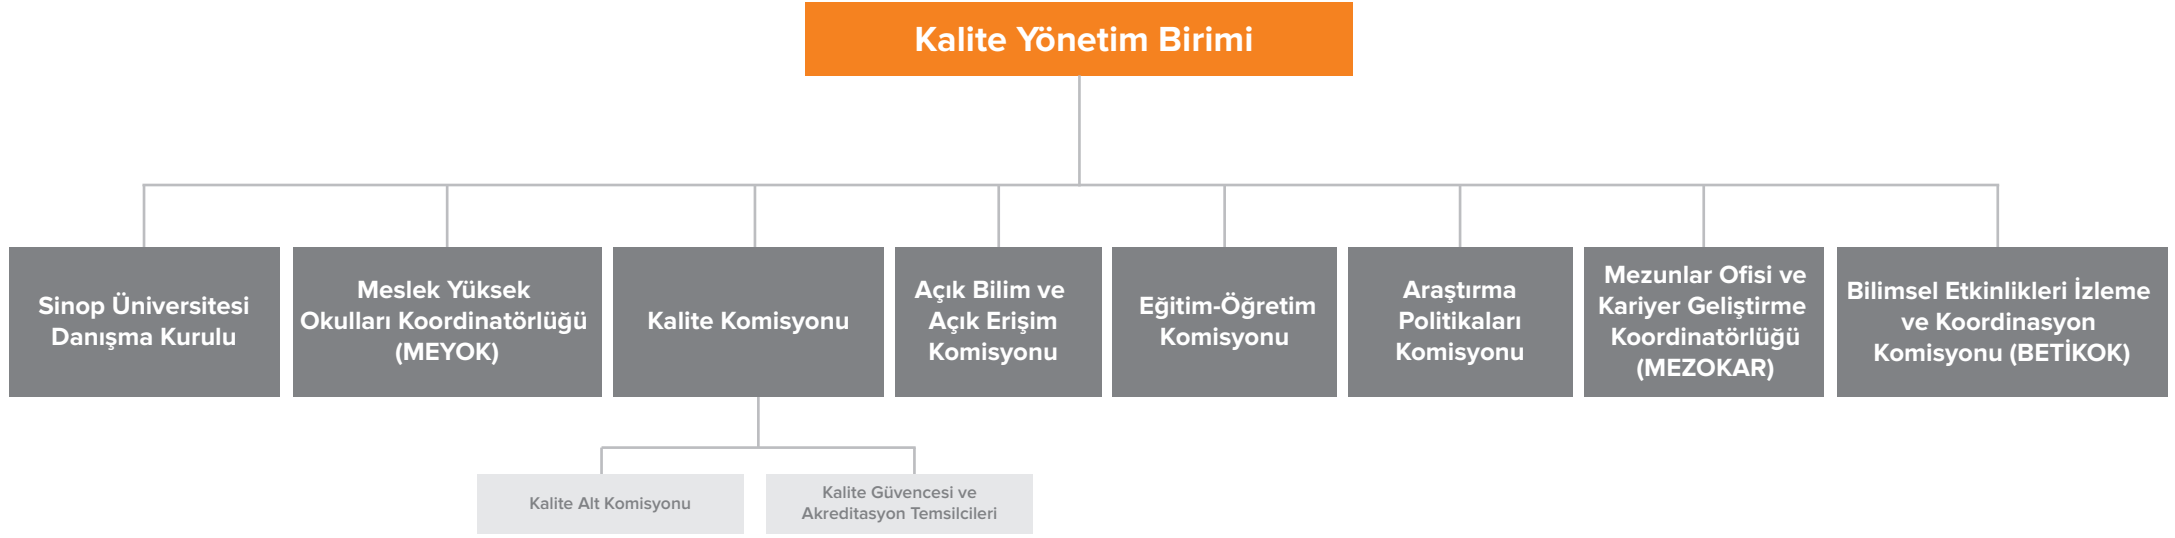 Kalite Yönetim Birimi
Sinop Üniversitesi
Danışma Kurulu
Meslek Yüksek
Okulları Koordinatörlüğü
(MEYOK)
Kalite Komisyonu
Açık Bilim ve
Açık Erişim
Komisyonu
Eğitim-Öğretim
Komisyonu
Araştırma
Politikaları
Komisyonu
Mezunlar Ofisi ve
Kariyer Geliştirme
Koordinatörlüğü
(MEZOKAR)
Bilimsel Etkinlikleri İzleme
ve Koordinasyon
Komisyonu (BETİKOK)
Kalite Alt Komisyonu
Kalite Güvencesi ve
Akreditasyon Temsilcileri